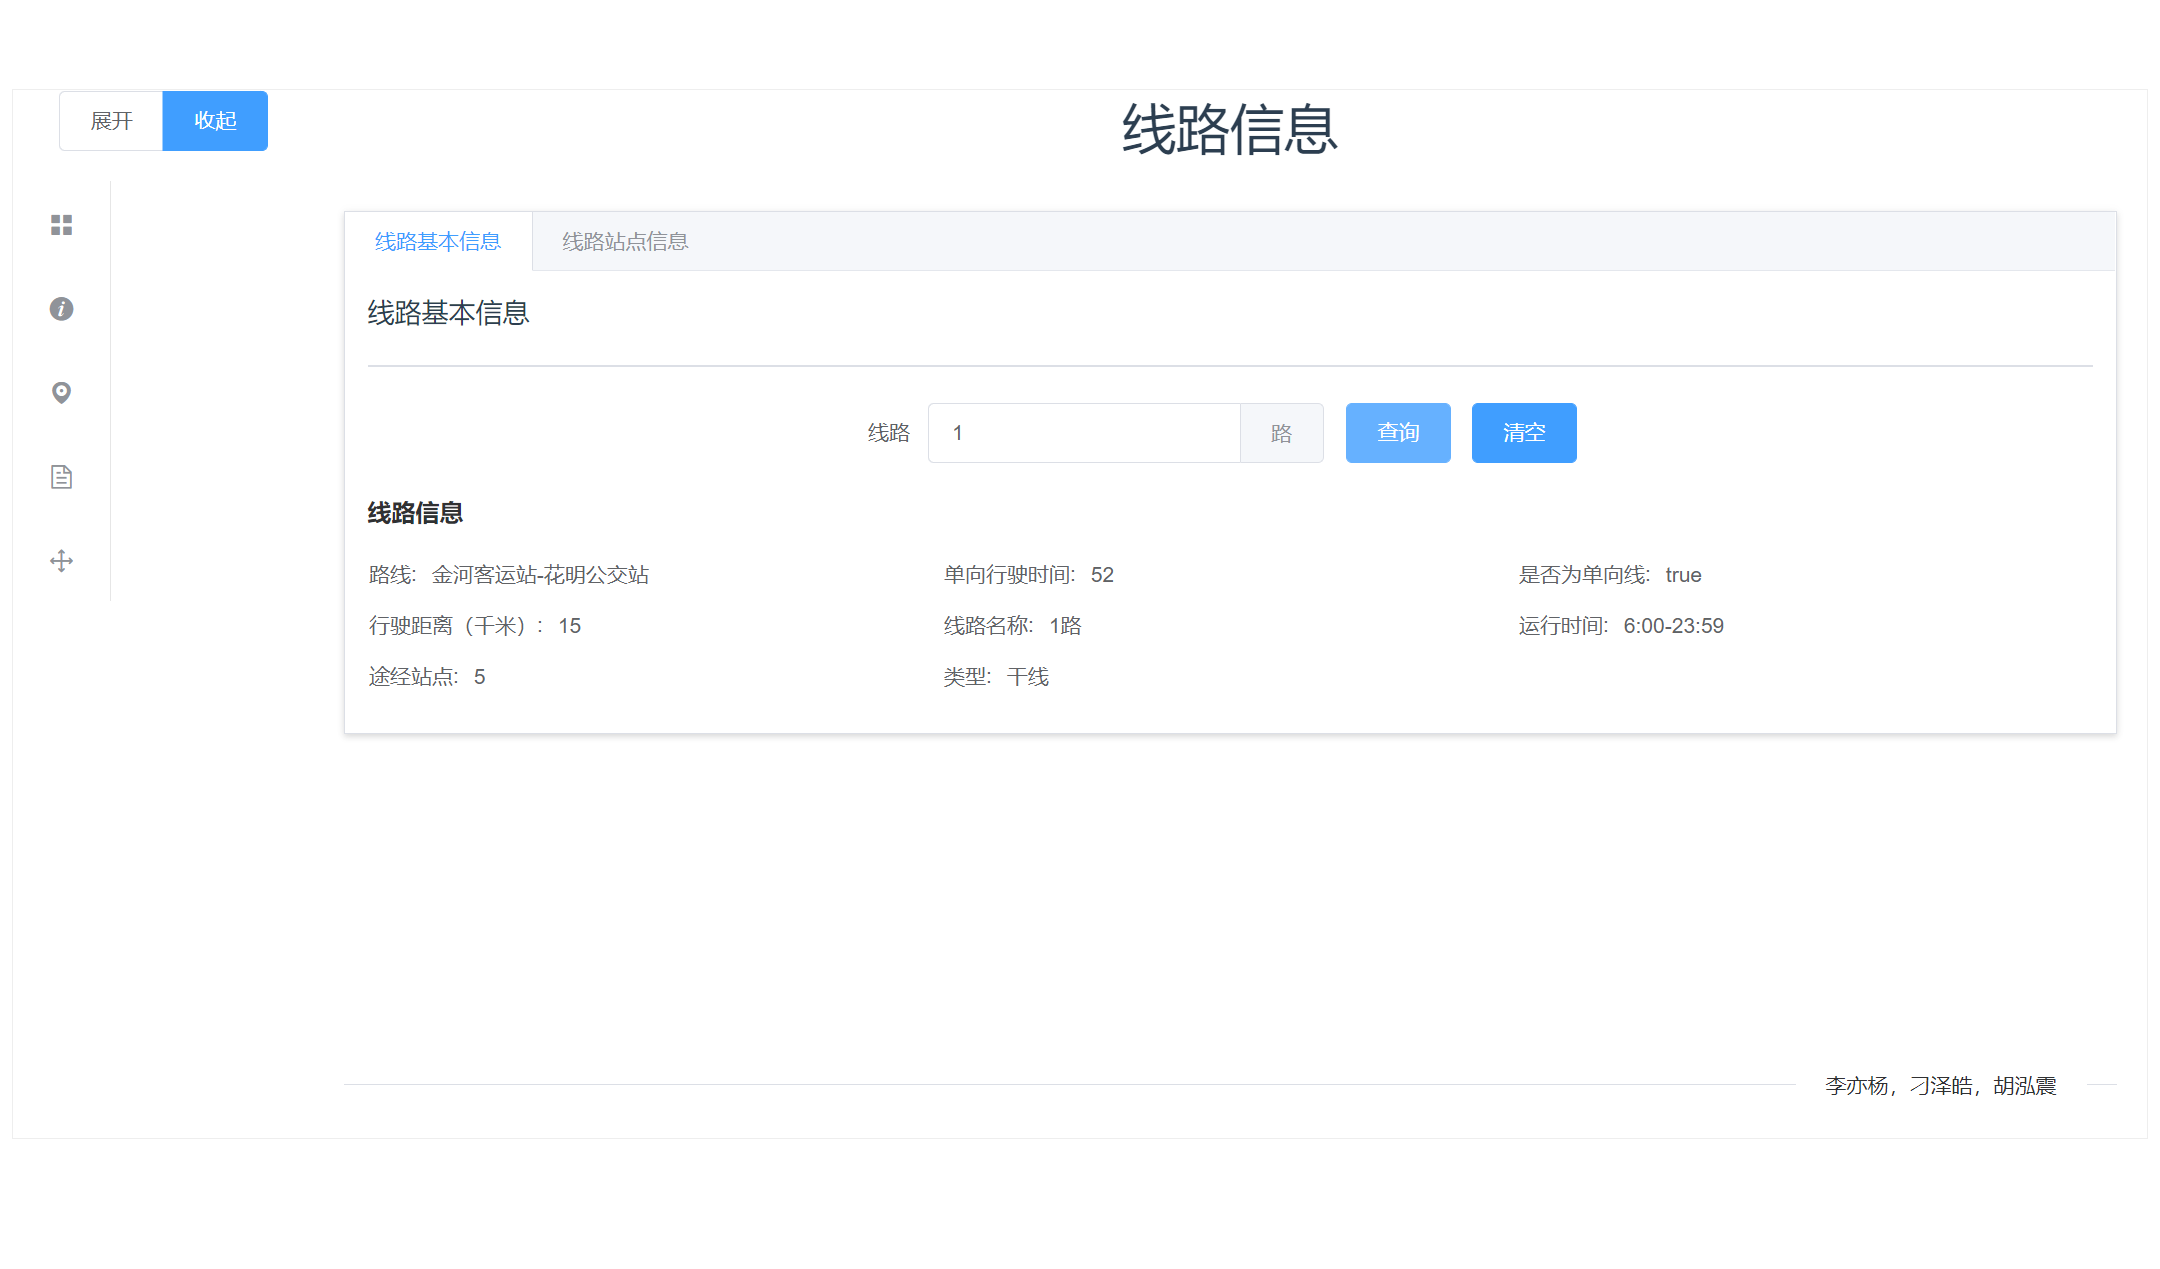 展开 收起
线路信息
线路基本信息 线路站点信息
线路基本信息
线路 1 路 查询 清空
线路信息
路线: 金河客运站-花明公交站 单向行驶时间: 52 是否为单向线: true
行驶距离（千米）: 15 线路名称: 1路 运行时间: 6:00-23:59
途经站点: 5 类型: 干线
李亦杨，刁泽皓，胡泓震